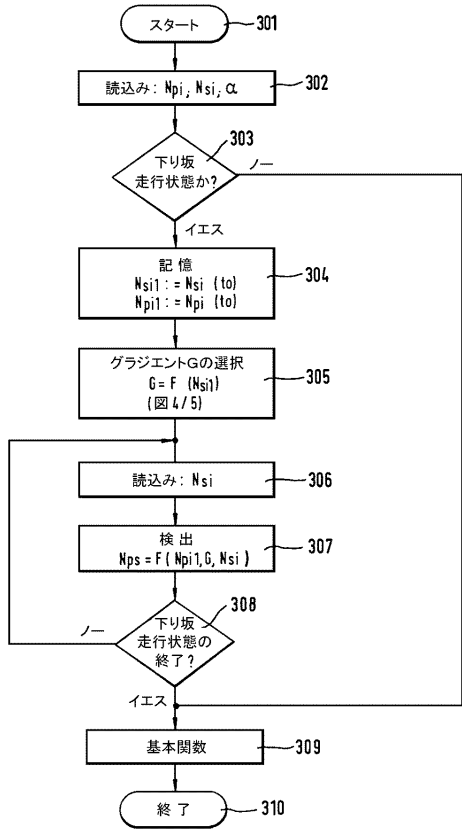 スタート
301
読込み: Npi, Nsi, α
302
303
下り坂
走行状態か?
ノー
イエス
記憶
Nsi1 := Nsi (to)
Npi1 := Npi (to)
304
グラジエントGの選択
G=F (Nsi1)
(図4/5)
305
読込み: Nsi
306
検出
Nps=F(Npi1,G,Nsi)
307
308
下り坂
走行状態の
終了?
ノー
イエス
基本関数
309
終了
310